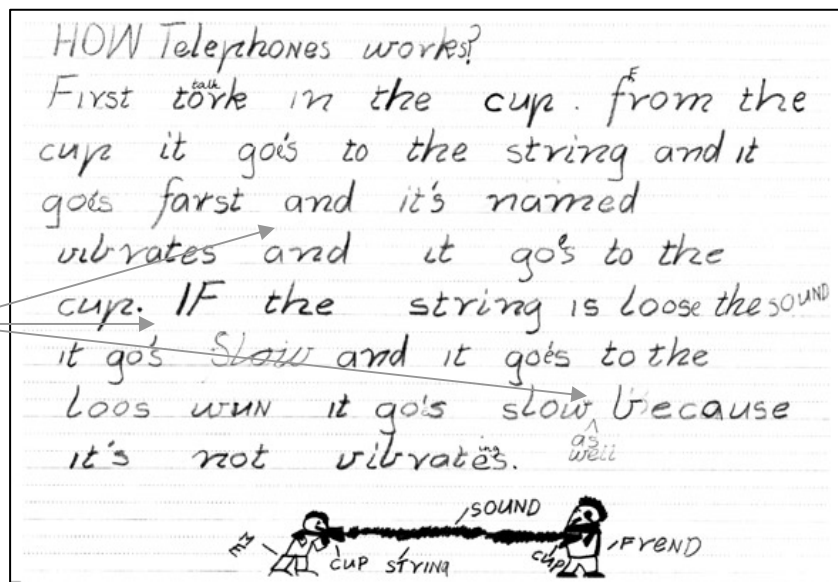 HOW Telephones works?
talk
First tork in the cup. from the
cup it go's to the string and it
goes farst and it's named
vibrates and it go's to the
cup. IF the string is loose the SOUND
it go's slow and it goes to the
loos wun it go's slow because
as well
it's not vibrates. ing
SOUND
ME
CUP STRING CUP FREND